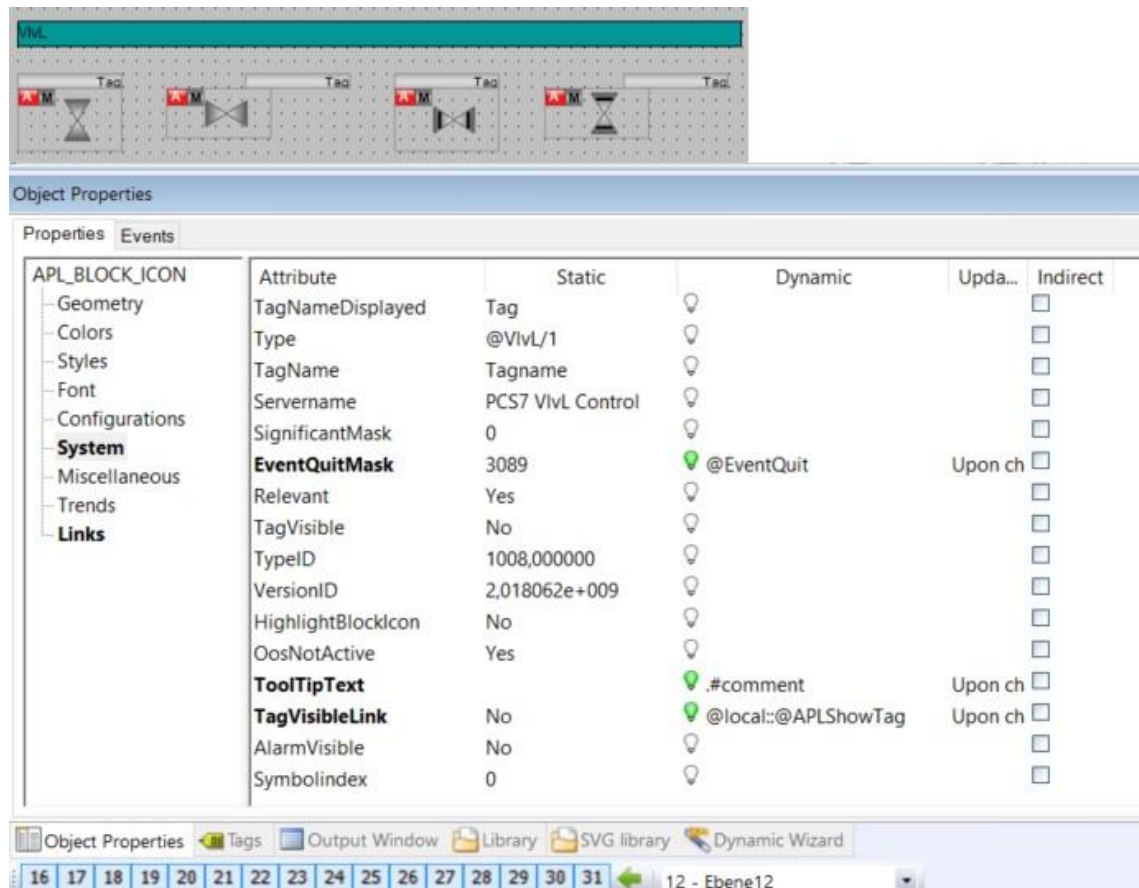 VlvL
Tag Tag Tag Tag
A M A M A M A M
Object Properties
Properties Events
APL_BLOCK_ICON
Geometry
Colors
Styles
Font
Configurations
System
Miscellaneous
Trends
Links
Attribute Static Dynamic Upda... Indirect
TagNameDisplayed Tag
Type @VlvL/1
TagName Tagname
Servername PCS7 VlvL Control
SignificantMask 0
EventQuitMask 3089 @EventQuit Upon ch
Relevant Yes
TagVisible No
TypeID 1008,000000
VersionID 2,018062e+009
HighlightBlockIcon No
OosNotActive Yes
ToolTipText .#comment Upon ch
TagVisibleLink No @local::@APLShowTag Upon ch
AlarmVisible No
Symbolindex 0
Object Properties Tags Output Window Library SVG library Dynamic Wizard
16 17 18 19 20 21 22 23 24 25 26 27 28 29 30 31 12 - Ebene12